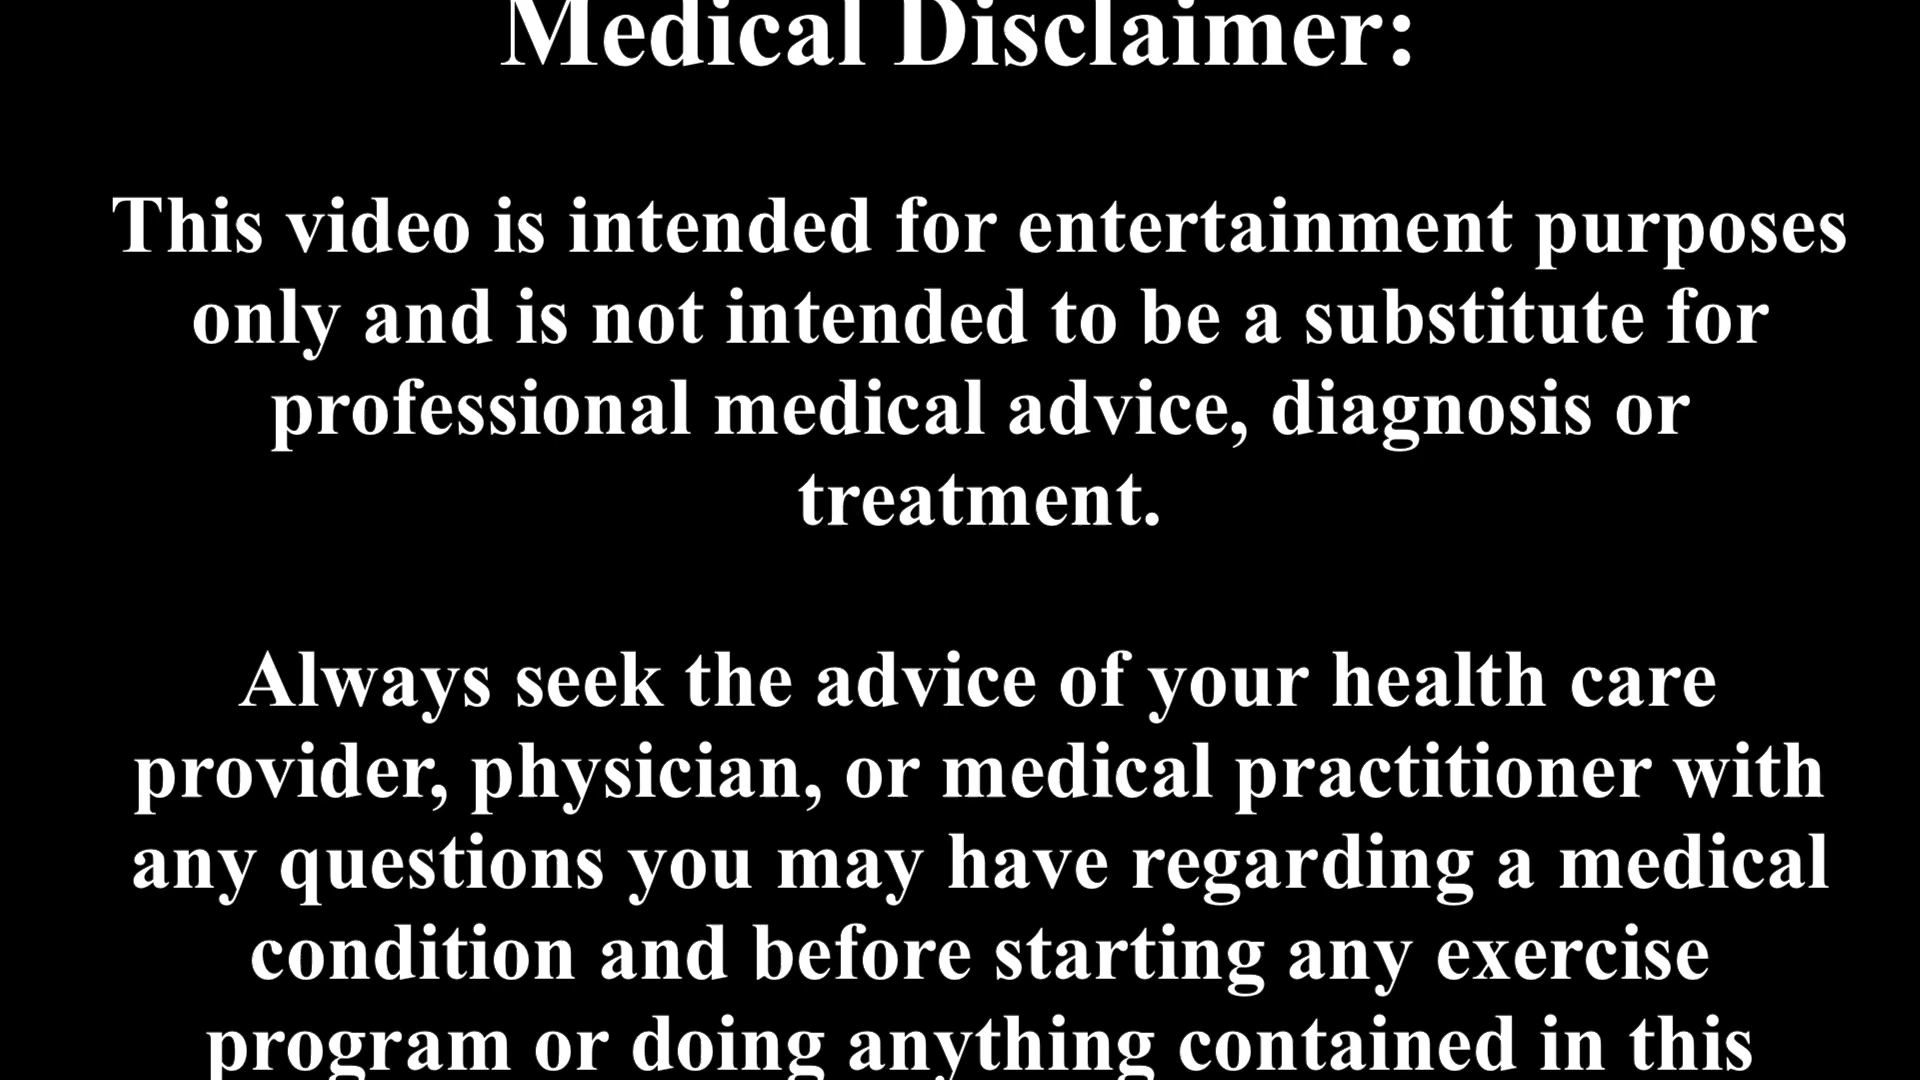 Medical Disclaimer:
This video is intended for entertainment purposes
only and is not intended to be a substitute for
professional medical advice, diagnosis or
treatment.
Always seek the advice of your health care
provider, physician, or medical practitioner with
any questions you may have regarding a medical
condition and before starting any exercise
program or doing anything contained in this